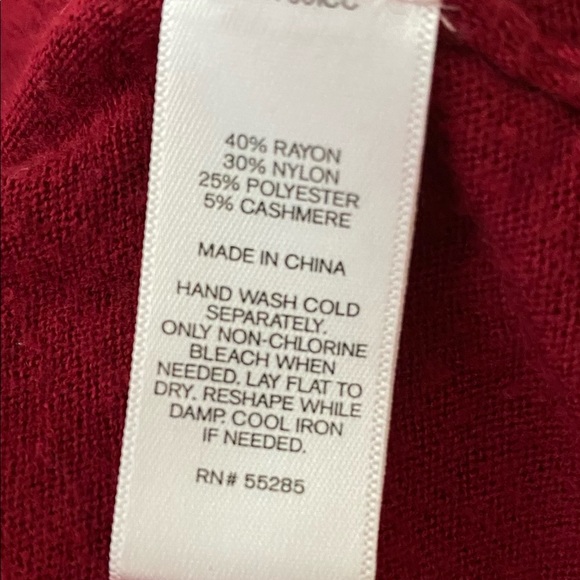 40% RAYON
30% NYLON
25% POLYESTER
5% CASHMERE
MADE IN CHINA
HAND WASH COLD
SEPARATELY.
ONLY NON-CHLORINE
BLEACH WHEN
NEEDED. LAY FLAT TO
DRY. RESHAPE WHILE
DAMP. COOL IRON
IF NEEDED.
RN# 55285